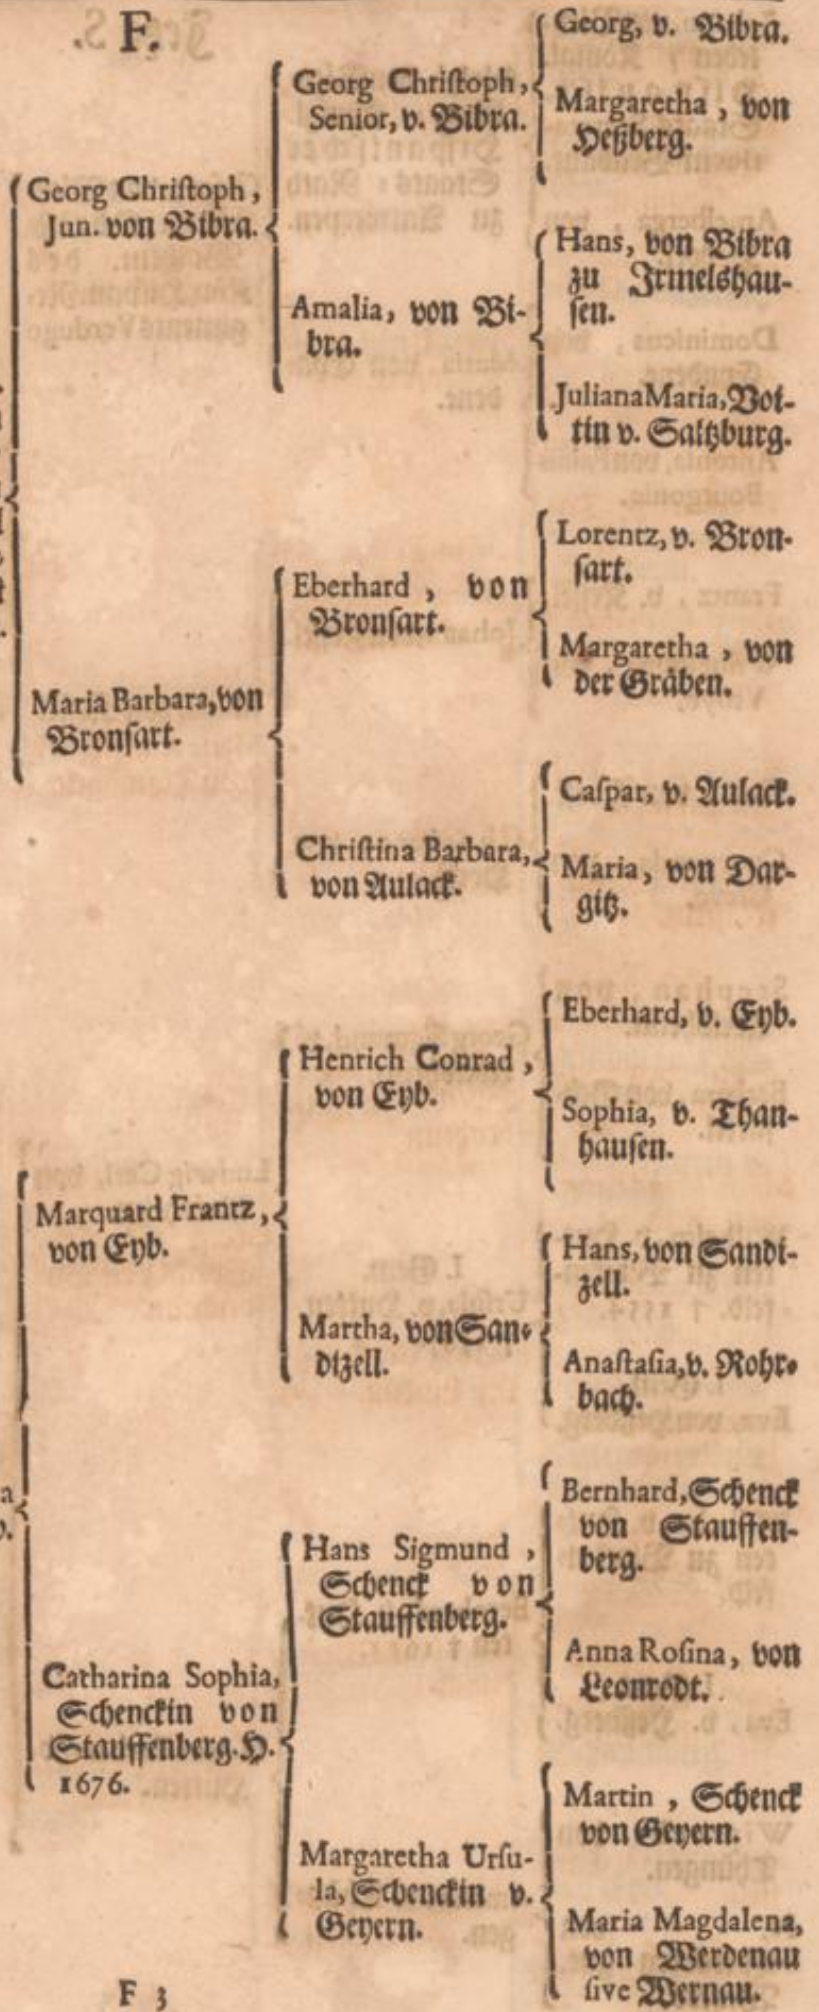 F.
Georg Chriſtoph,
Jun. von Bibra.
Maria Barbara, von
Bronſart.
Marquard Frantz,
von Eyb.
Catharina Sophia,
Schenckin von
Stauffenberg. H.
1676.
Georg Chriſtoph,
Senior, v. Bibra.
Amalia, von Bi-
bra.
Eberhard, von
Bronſart.
Chriſtina Barbara,
von Aulack.
Henrich Conrad,
von Eyb.
Martha, von San-
dizell.
Hans Sigmund,
Schenck von
Stauffenberg.
Margaretha Urſu-
la, Schenckin v.
Geyern.
Georg, v. Bibra.
Margaretha, von
Heßberg.
Hans, von Bibra
zu Irmelshau-
ſen.
Juliana Maria, Voi-
tin v. Saltzburg.
Lorentz, v. Bron-
ſart.
Margaretha, von
der Gråben.
Caſpar, v. Aulack.
Maria, von Dar-
gitz.
Eberhard, v. Eyb.
Sophia, v. Than-
hauſen.
Hans, von Sandi-
zell.
Anaſtaſia, v. Rohr-
bach.
Bernhard, Schenck
von Stauffen-
berg.
Anna Roſina, von
Leonrodt.
Martin, Schenck
von Geyern.
Maria Magdalena,
von Werdenau
ſive Wernau.
F 3